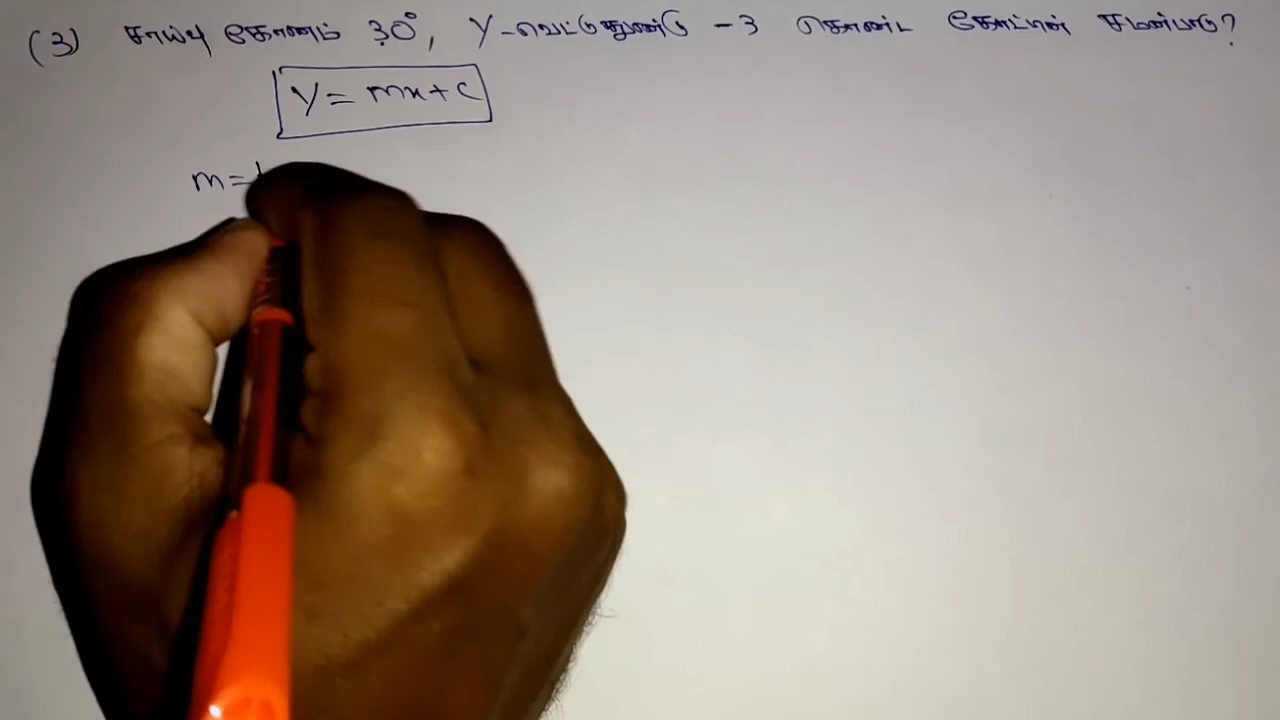 (3) சாய்வு கோணம் 30°, Y-வெட்டுதுண்டு -3 கொண்ட கோட்டின் சமன்பாடு?
y = mx + c
m =